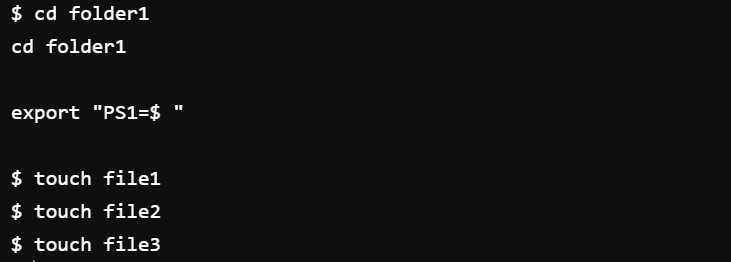 $ cd folder1
cd folder1
export "PS1=$ "
$ touch file1
$ touch file2
$ touch file3